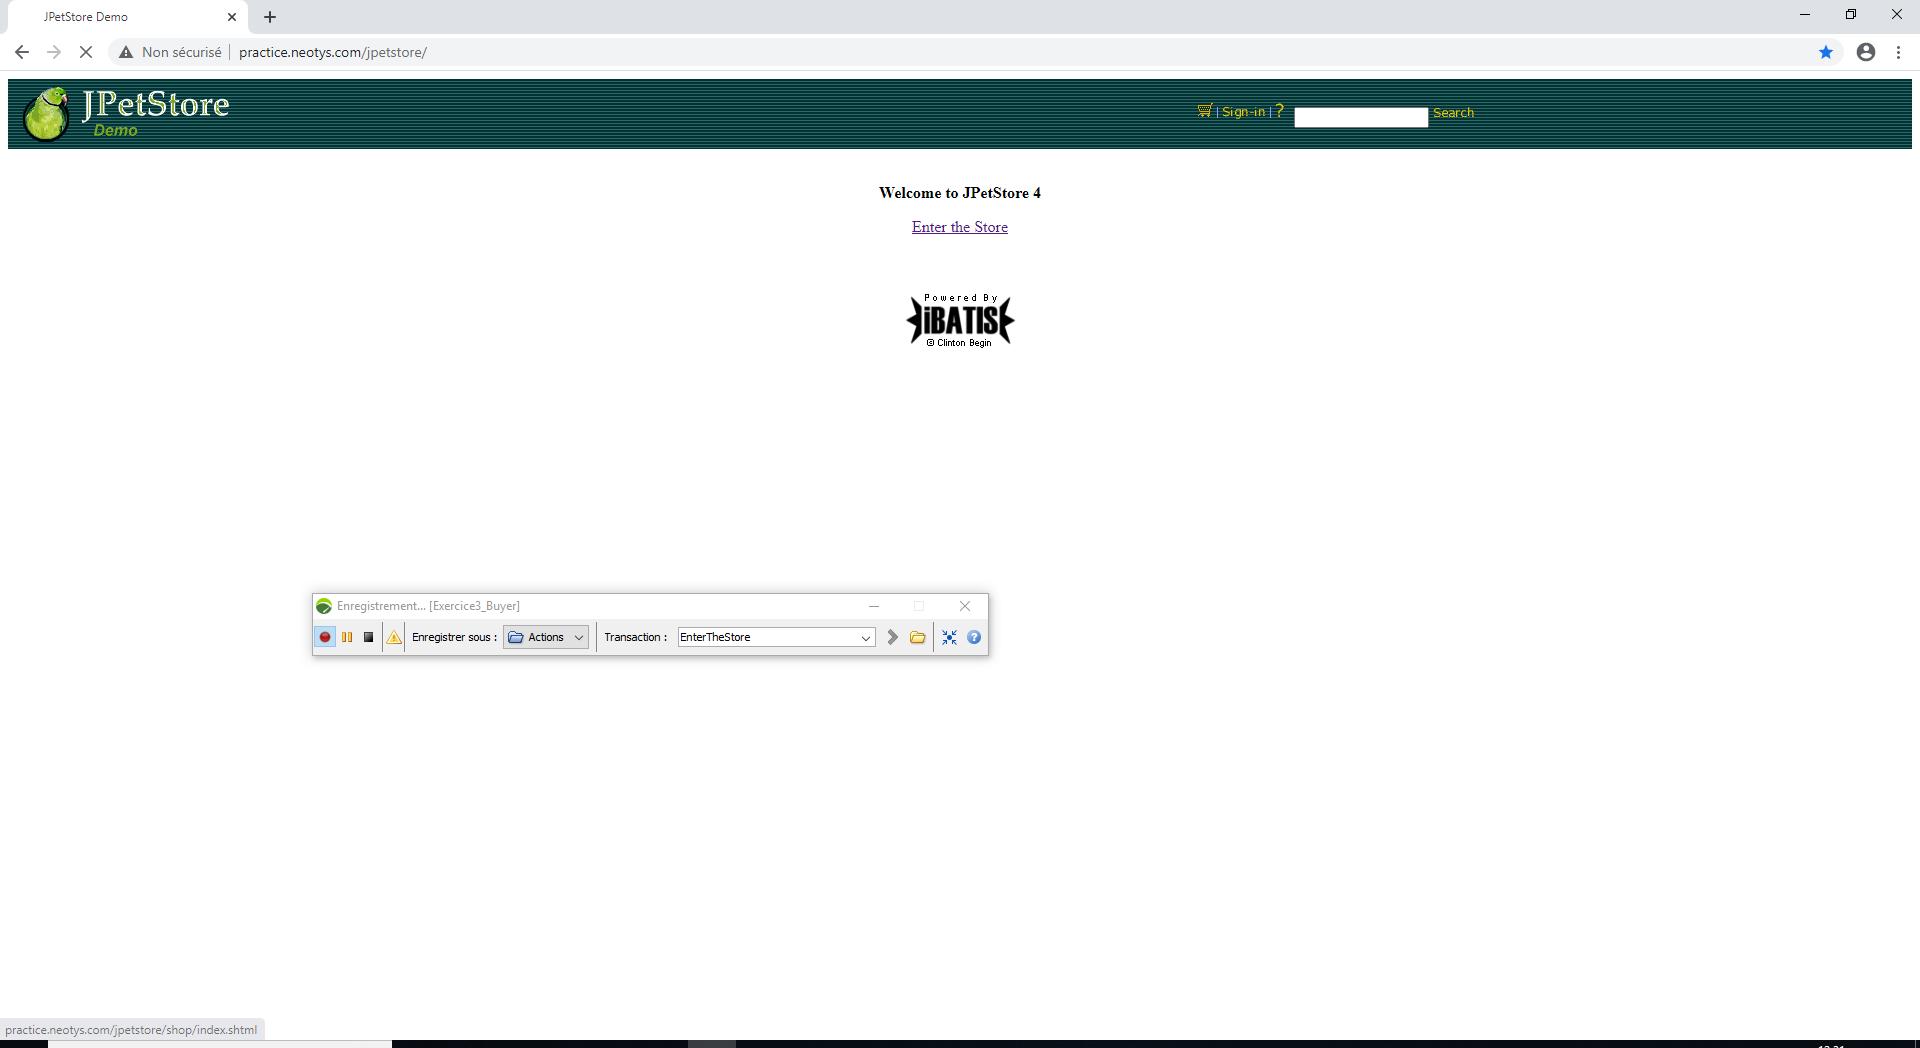 JPetStore Demo
Non sécurisé
practice.neotys.com/jpetstore/
JPetStore
Demo
| Sign-in | ?
Search
Welcome to JPetStore 4
Enter the Store
Powered By
iBATIS
© Clinton Begin
Enregistrement... [Exercice3_Buyer]
Enregistrer sous : Actions Transaction : EnterTheStore
practice.neotys.com/jpetstore/shop/index.shtml